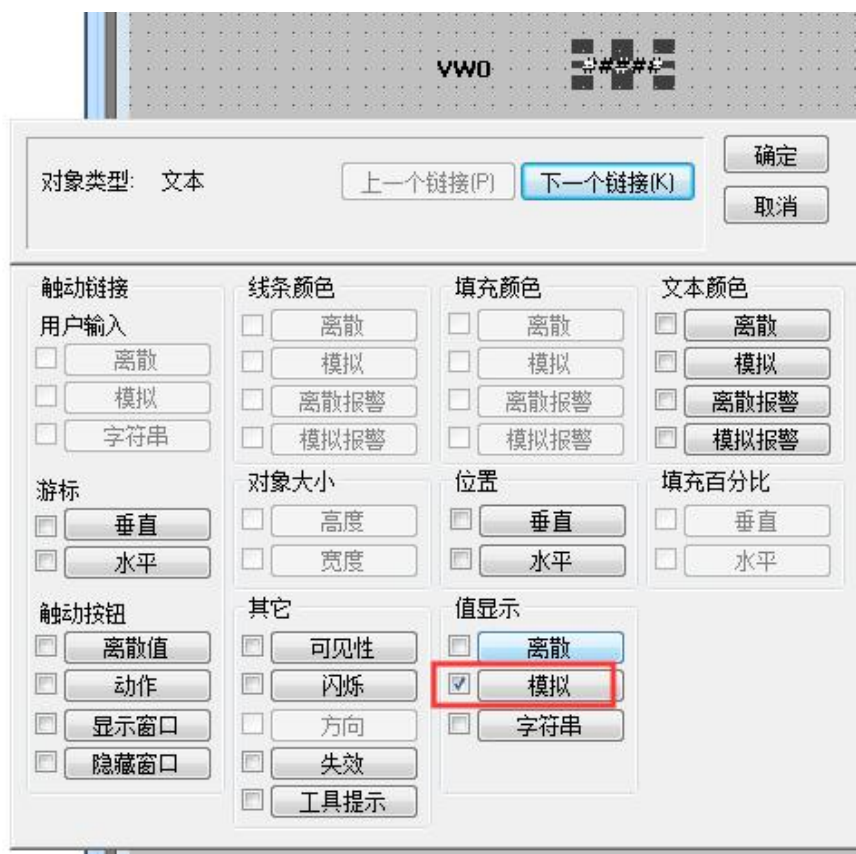 VW0 #####
对象类型: 文本
上一个链接(P)
下一个链接(K)
确定
取消
触动链接
用户输入
离散
模拟
字符串
游标
垂直
水平
触动按钮
离散值
动作
显示窗口
隐藏窗口
线条颜色
离散
模拟
离散报警
模拟报警
对象大小
高度
宽度
其它
可见性
闪烁
方向
失效
工具提示
填充颜色
离散
模拟
离散报警
模拟报警
位置
垂直
水平
值显示
离散
模拟
字符串
文本颜色
离散
模拟
离散报警
模拟报警
填充百分比
垂直
水平